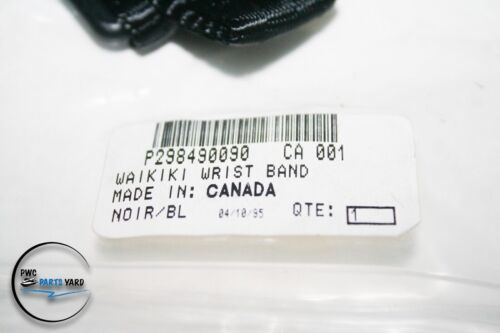 P298490090 CA 001
WAIKIKI WRIST BAND
MADE IN: CANADA
NOIR/BL 04/10/95 QTE: 1
PWC
PARTS YARD